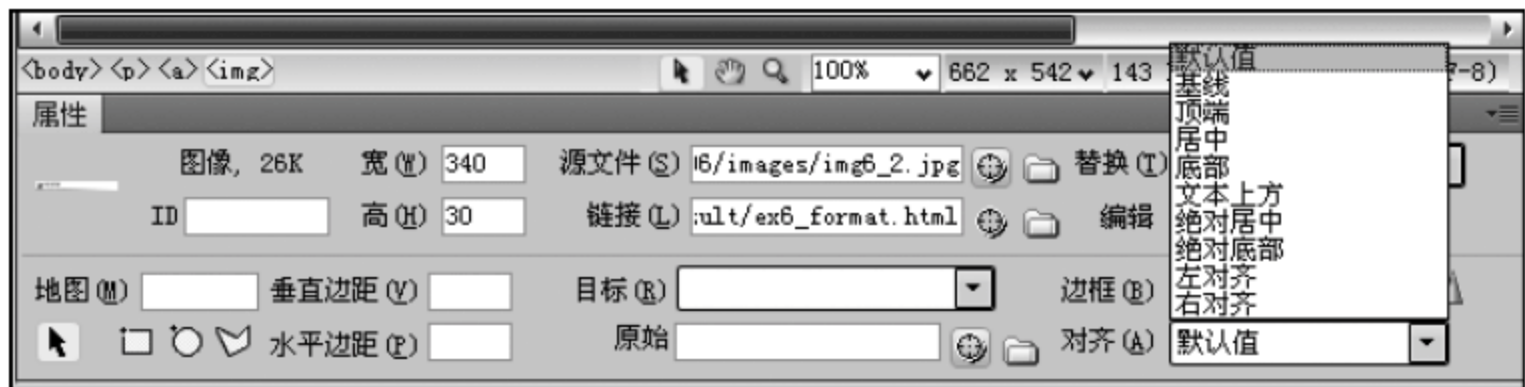 <body> <p> <a> <img> 100% 662 x 542 143 7-8)
属性
图像, 26K 宽(W) 340 源文件(S) 06/images/img6_2.jpg 替换(T)
ID 高(H) 30 链接(L) :ult/ex6_format.html 编辑
默认值
基线
顶端
居中
底部
文本上方
绝对居中
绝对底部
左对齐
右对齐
地图(M) 垂直边距(V) 目标(R) 边框(B)
水平边距(P) 原始 对齐(A) 默认值